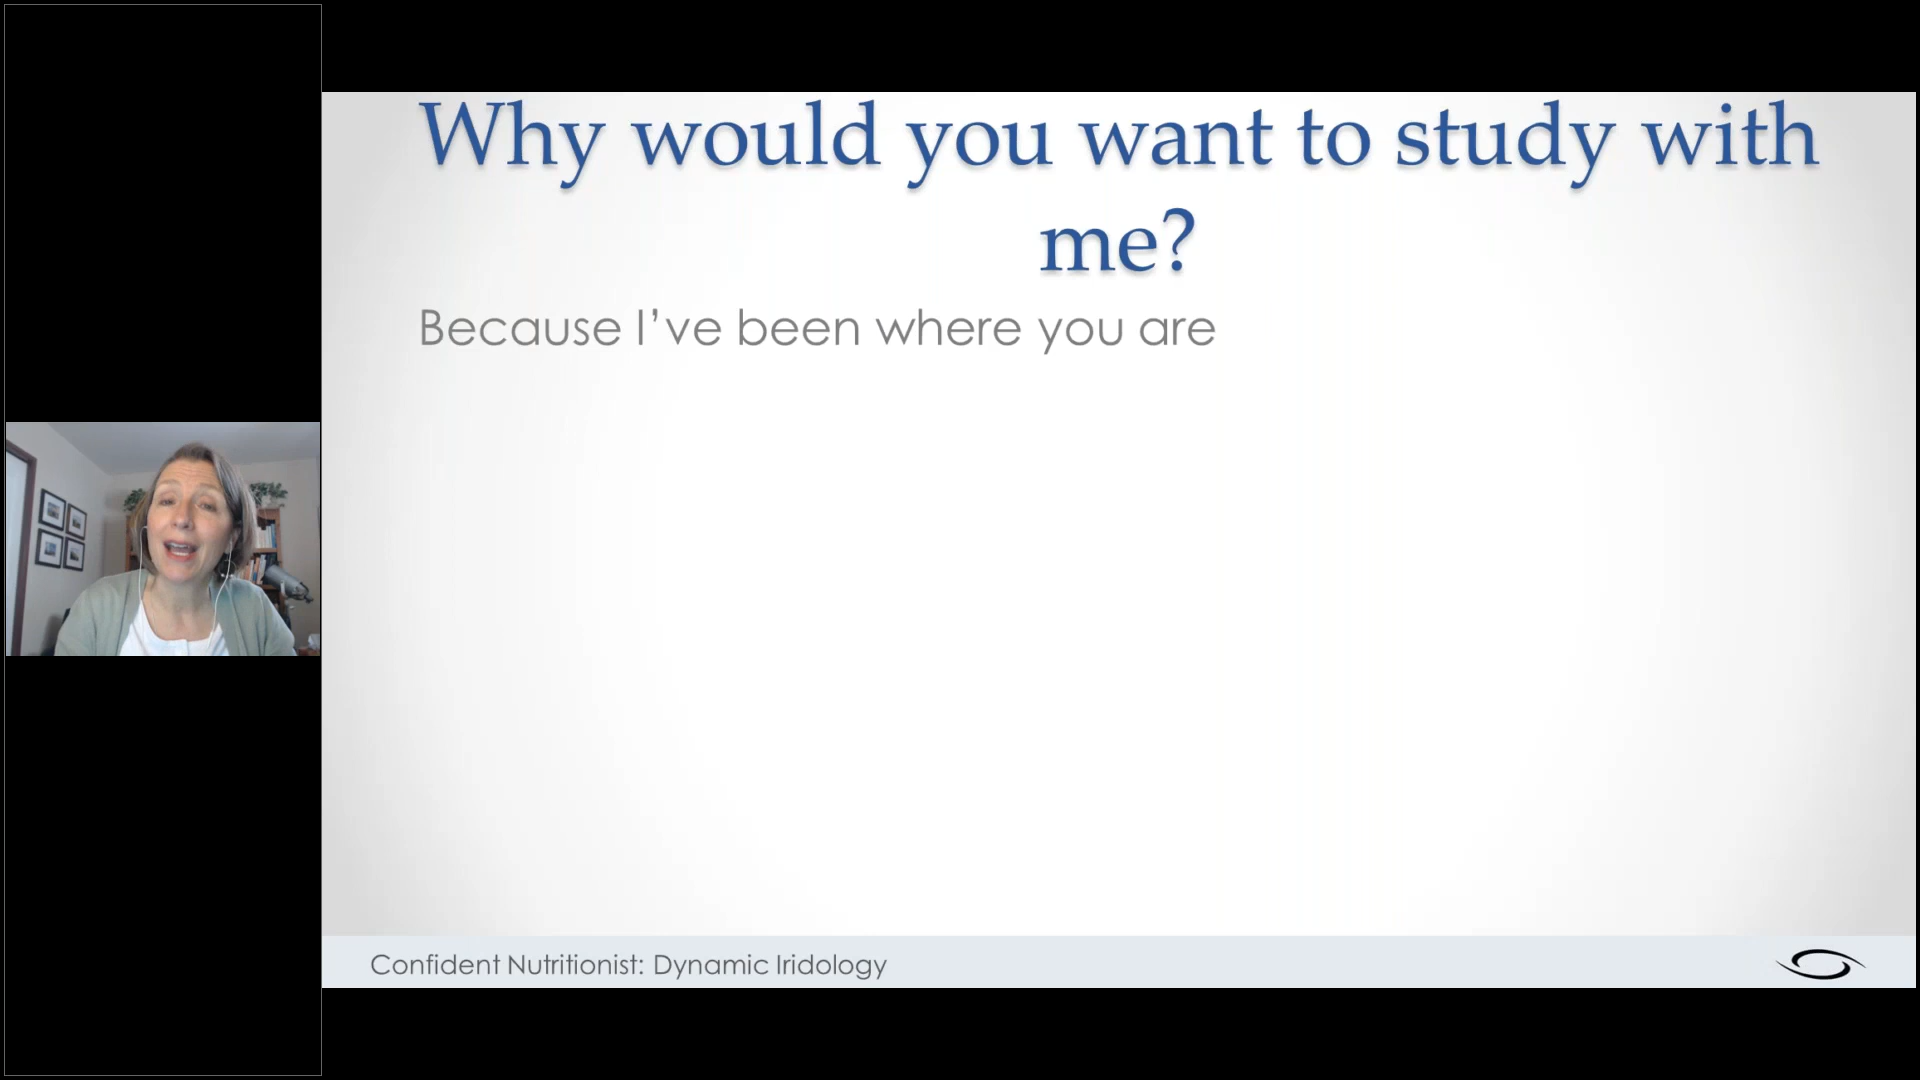 Why would you want to study with
me?
Because I’ve been where you are
Confident Nutritionist: Dynamic Iridology